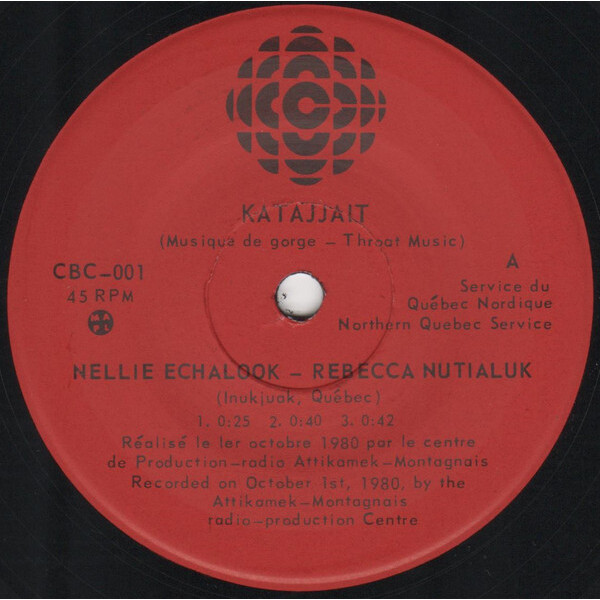 KATAJJAIT
(Musique de gorge – Throat Music)
CBC–001
A
45 RPM
Service du
Québec Nordique
Northern Quebec Service
NELLIE ECHALOOK – REBECCA NUTIALUK
(Inukjuak, Québec)
1. 0:25 2. 0:40 3. 0:42
Réalisé le 1er octobre 1980 par le centre
de Production–radio Attikamek–Montagnais
Recorded on October 1st, 1980, by the
Attikamek–Montagnais
radio–production Centre